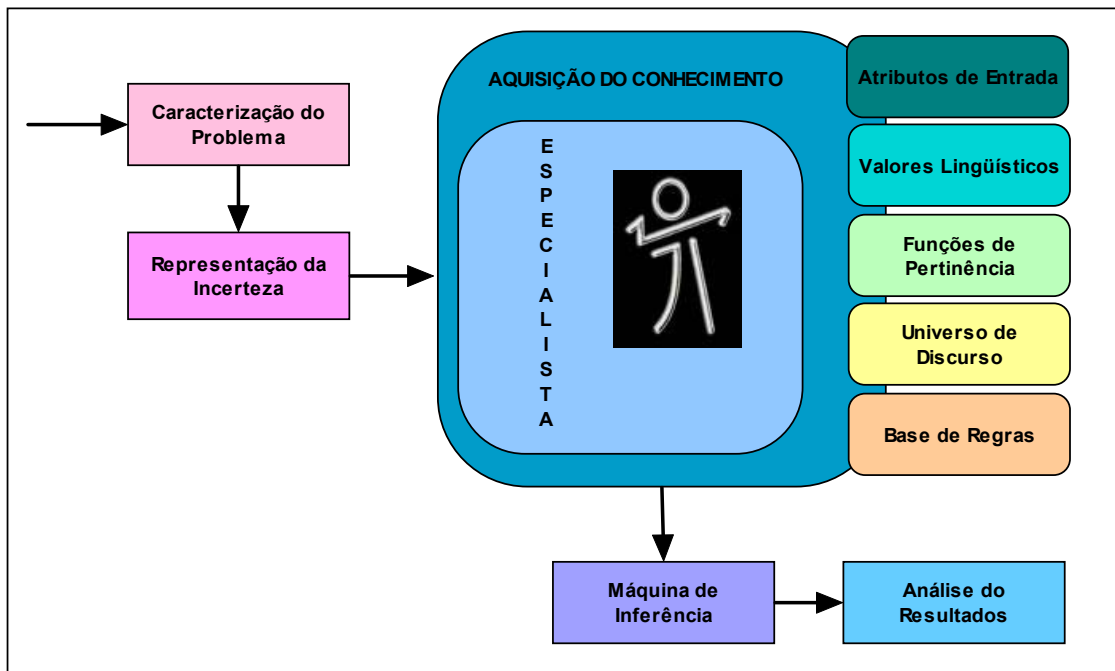 Caracterização do
Problema
Representação da
Incerteza
AQUISIÇÃO DO CONHECIMENTO
E
S
P
E
C
I
A
L
I
S
T
A
Atributos de Entrada
Valores Lingüísticos
Funções de
Pertinência
Universo de
Discurso
Base de Regras
Máquina de
Inferência
Análise do
Resultados